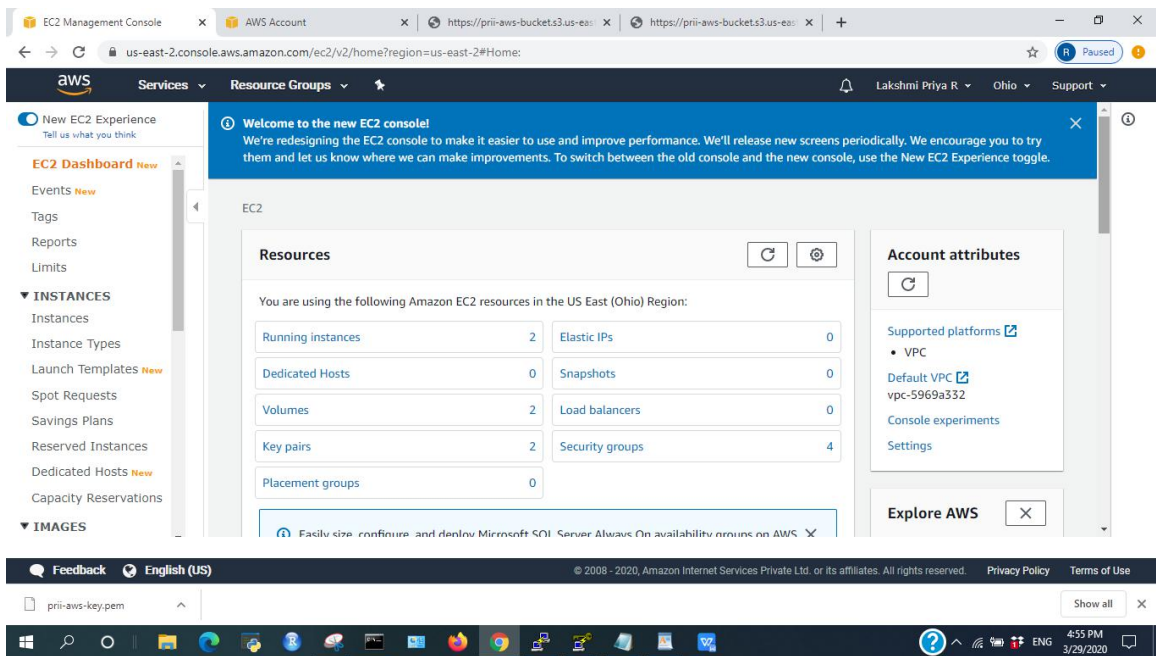 EC2 Management Console
AWS Account
https://prii-aws-bucket.s3.us-eas
https://prii-aws-bucket.s3.us-eas
us-east-2.console.aws.amazon.com/ec2/v2/home?region=us-east-2#Home:
R Paused
aws
Services
Resource Groups
Lakshmi Priya R
Ohio
Support
New EC2 Experience
Tell us what you think
EC2 Dashboard New
Events New
Tags
Reports
Limits
INSTANCES
Instances
Instance Types
Launch Templates New
Spot Requests
Savings Plans
Reserved Instances
Dedicated Hosts New
Capacity Reservations
IMAGES
Welcome to the new EC2 console!
We're redesigning the EC2 console to make it easier to use and improve performance. We'll release new screens periodically. We encourage you to try
them and let us know where we can make improvements. To switch between the old console and the new console, use the New EC2 Experience toggle.
EC2
Resources
You are using the following Amazon EC2 resources in the US East (Ohio) Region:
Running instances 2
Elastic IPs 0
Dedicated Hosts 0
Snapshots 0
Volumes 2
Load balancers 0
Key pairs 2
Security groups 4
Placement groups 0
Easily size, configure, and deploy Microsoft SQL Server Always On availability groups on AWS
Account attributes
Supported platforms
• VPC
Default VPC
vpc-5969a332
Console experiments
Settings
Explore AWS
Feedback
English (US)
© 2008 - 2020, Amazon Internet Services Private Ltd. or its affiliates. All rights reserved.
Privacy Policy
Terms of Use
prii-aws-key.pem
Show all
ENG
4:55 PM
3/29/2020